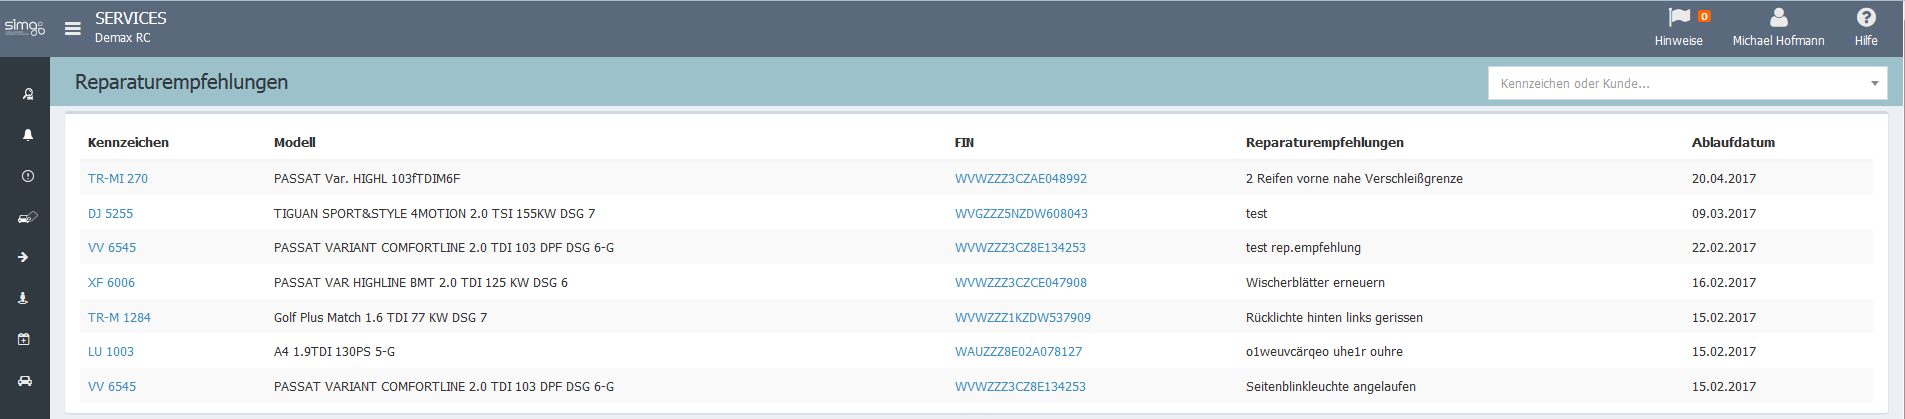 simgo
SERVICES
Demax RC
0
Hinweise
Michael Hofmann
Hilfe
Reparaturempfehlungen
Kennzeichen oder Kunde...
Kennzeichen Modell FIN Reparaturempfehlungen Ablaufdatum
TR-MI 270 PASSAT Var. HIGHL 103fTDIM6F WVWZZZ3CZAE048992 2 Reifen vorne nahe Verschleißgrenze 20.04.2017
DJ 5255 TIGUAN SPORT&STYLE 4MOTION 2.0 TSI 155KW DSG 7 WVGZZZ5NZDW608043 test 09.03.2017
VV 6545 PASSAT VARIANT COMFORTLINE 2.0 TDI 103 DPF DSG 6-G WVWZZZ3CZ8E134253 test rep.empfehlung 22.02.2017
XF 6006 PASSAT VAR HIGHLINE BMT 2.0 TDI 125 KW DSG 6 WVWZZZ3CZCE047908 Wischerblätter erneuern 16.02.2017
TR-M 1284 Golf Plus Match 1.6 TDI 77 KW DSG 7 WVWZZZ1KZDW537909 Rücklichte hinten links gerissen 15.02.2017
LU 1003 A4 1.9TDI 130PS 5-G WAUZZZ8E02A078127 o1weuvcärqeo uhe1r ouhre 15.02.2017
VV 6545 PASSAT VARIANT COMFORTLINE 2.0 TDI 103 DPF DSG 6-G WVWZZZ3CZ8E134253 Seitenblinkleuchte angelaufen 15.02.2017